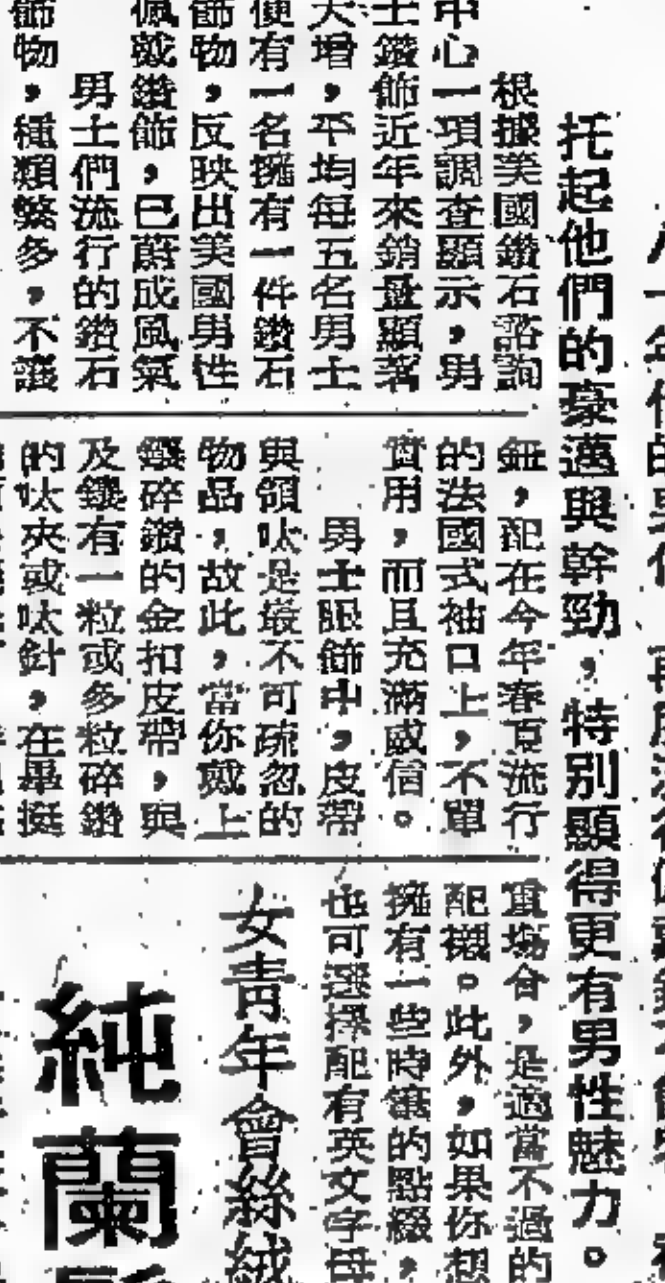 托起他們的豪邁與幹勁,特別顯得更有男性魅力。
根據美國鑽石諮詢
中心一項調查顯示,男
士鑽飾近年來銷量顯著
大增,平均每五名男士
便有一名擁有一件鑽石
飾物,反映出美國男性
佩戴鑽飾,已蔚成風氣
男士們流行的鑽石
飾物,種類繁多,不讓
鈕,配在今年春夏流行
的法國式袖口上,不單
實用,而且充滿威信。
男士服飾中,皮帶
與領呔是最不可疏忽的
物品,故此,當你戴上
鑲碎鑽的金扣皮帶,與
及鑲有一粒或多粒碎鑽
的呔夾或呔針,在畢挺
重場合,是適當不過的
配襯。此外,如果你想
擁有一些時髦的點綴,
也可選擇配有英文字母
女青年會絲絨
純蘭